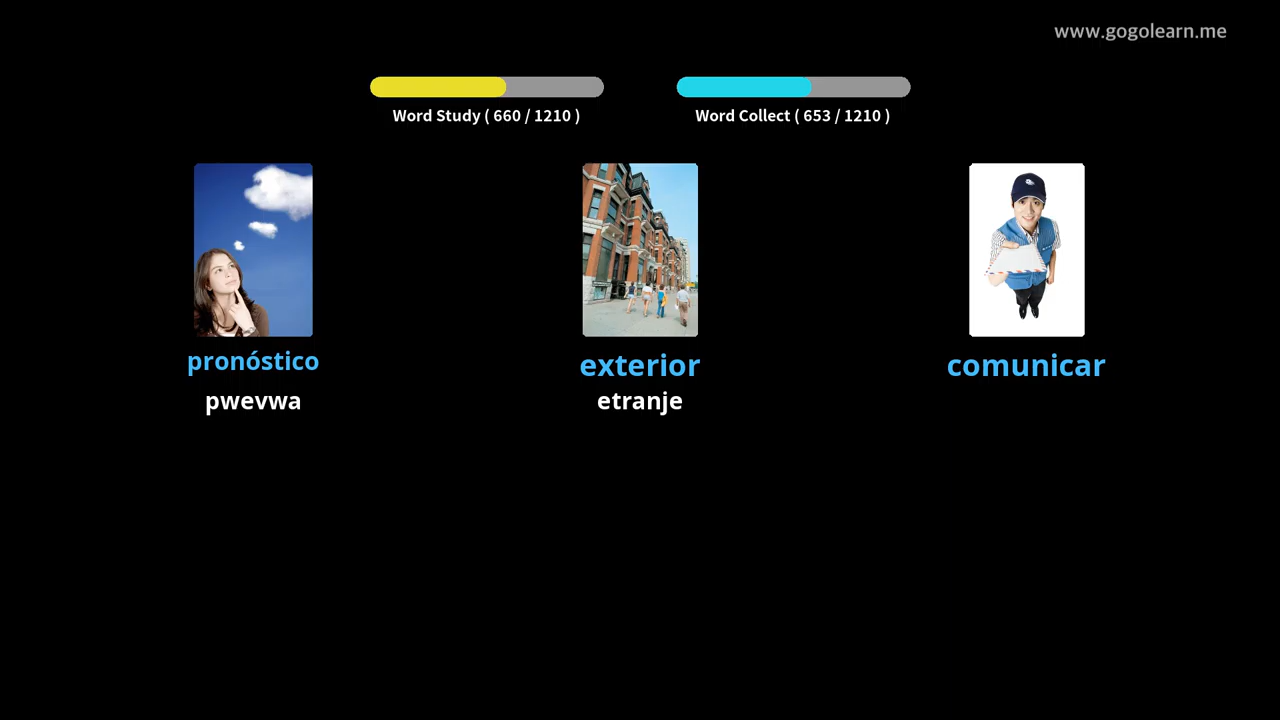 www.gogolearn.me
Word Study ( 660 / 1210 )
Word Collect ( 653 / 1210 )
pronóstico
exterior
comunicar
pwevwa
etranje